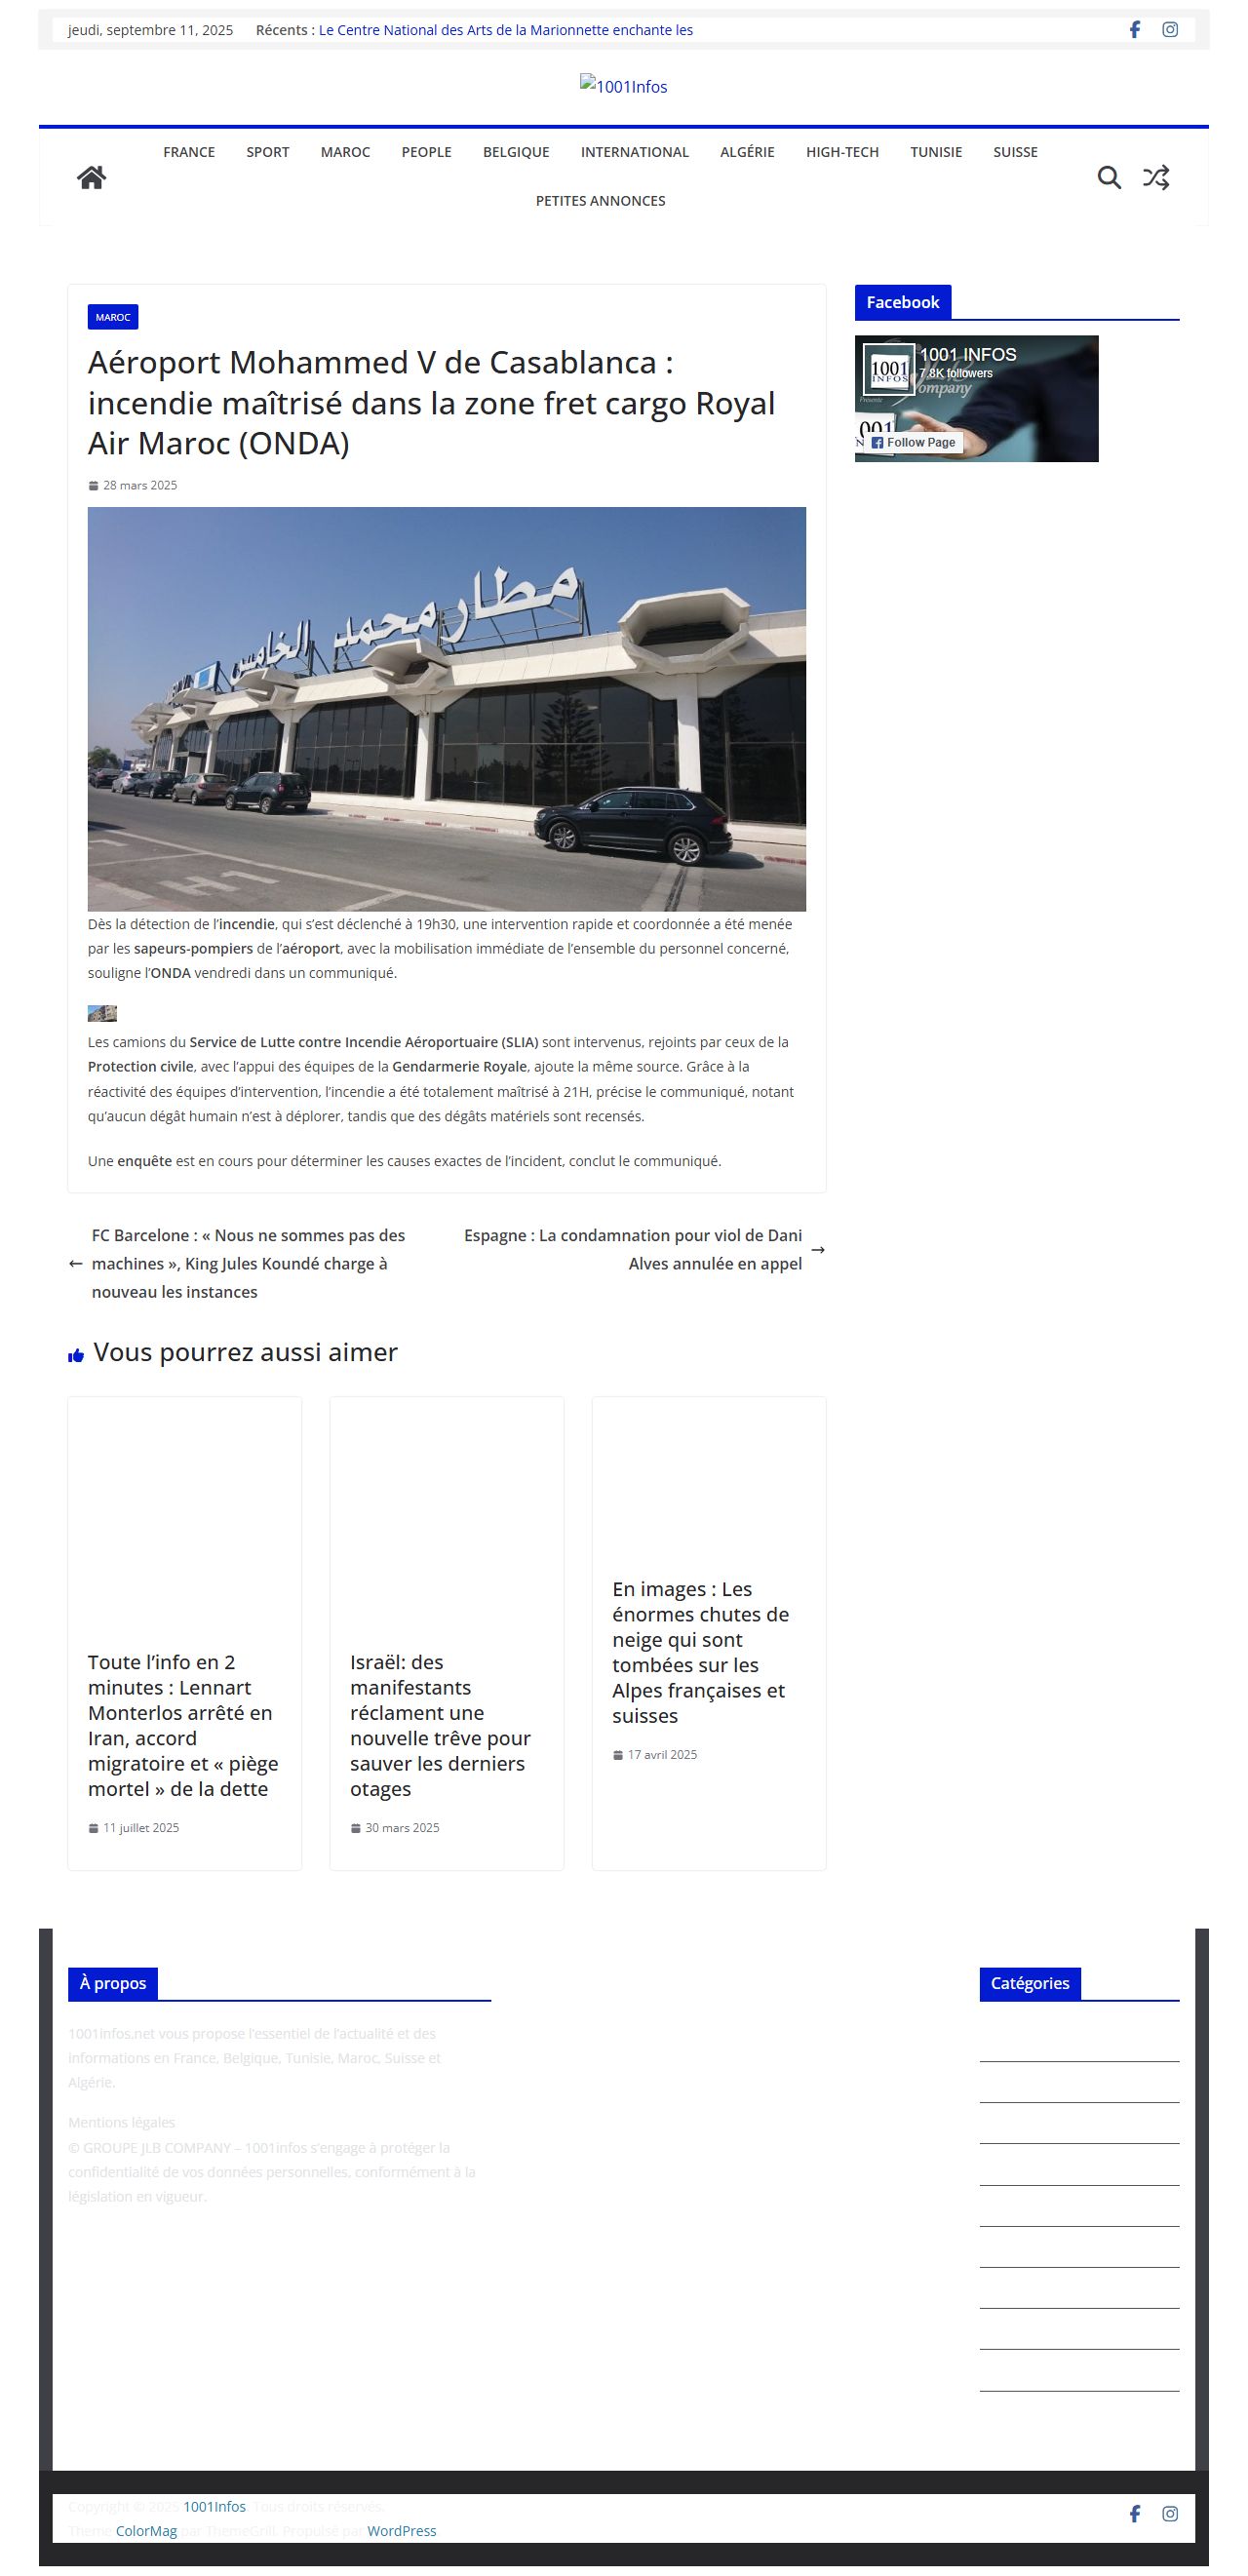 jeudi, septembre 11, 2025
Récents : Le Centre National des Arts de la Marionnette enchante les
1001Infos
FRANCE SPORT MAROC PEOPLE BELGIQUE INTERNATIONAL ALGÉRIE HIGH-TECH TUNISIE SUISSE
PETITES ANNONCES
MAROC
Aéroport Mohammed V de Casablanca :
incendie maîtrisé dans la zone fret cargo Royal
Air Maroc (ONDA)
28 mars 2025
مطار محمد الخامس
Dès la détection de l’incendie, qui s’est déclenché à 19h30, une intervention rapide et coordonnée a été menée
par les sapeurs-pompiers de l’aéroport, avec la mobilisation immédiate de l’ensemble du personnel concerné,
souligne l’ONDA vendredi dans un communiqué.
Les camions du Service de Lutte contre Incendie Aéroportuaire (SLIA) sont intervenus, rejoints par ceux de la
Protection civile, avec l’appui des équipes de la Gendarmerie Royale, ajoute la même source. Grâce à la
réactivité des équipes d’intervention, l’incendie a été totalement maîtrisé à 21H, précise le communiqué, notant
qu’aucun dégât humain n’est à déplorer, tandis que des dégâts matériels sont recensés.
Une enquête est en cours pour déterminer les causes exactes de l’incident, conclut le communiqué.
← FC Barcelone : « Nous ne sommes pas des
machines », King Jules Koundé charge à
nouveau les instances
Espagne : La condamnation pour viol de Dani
Alves annulée en appel →
Vous pourrez aussi aimer
Toute l’info en 2
minutes : Lennart
Monterlos arrêté en
Iran, accord
migratoire et « piège
mortel » de la dette
11 juillet 2025
Israël: des
manifestants
réclament une
nouvelle trêve pour
sauver les derniers
otages
30 mars 2025
En images : Les
énormes chutes de
neige qui sont
tombées sur les
Alpes françaises et
suisses
17 avril 2025
Facebook
1001 INFOS
7.8K followers
1001
INFOS
Company
Présente
1001
Follow Page
À propos
1001infos.net vous propose l’essentiel de l’actualité et des
informations en France, Belgique, Tunisie, Maroc, Suisse et
Algérie.
Mentions légales
© GROUPE JLB COMPANY – 1001infos s’engage à protéger la
confidentialité de vos données personnelles, conformément à la
législation en vigueur.
Catégories
Copyright © 2025 1001Infos. Tous droits réservés.
Theme ColorMag par ThemeGrill. Propulsé par WordPress